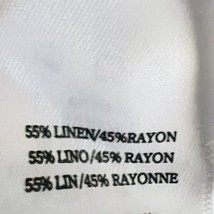 55% LINEN/45%RAYON
55% LINO/45% RAYON
55% LIN/45% RAYONNE